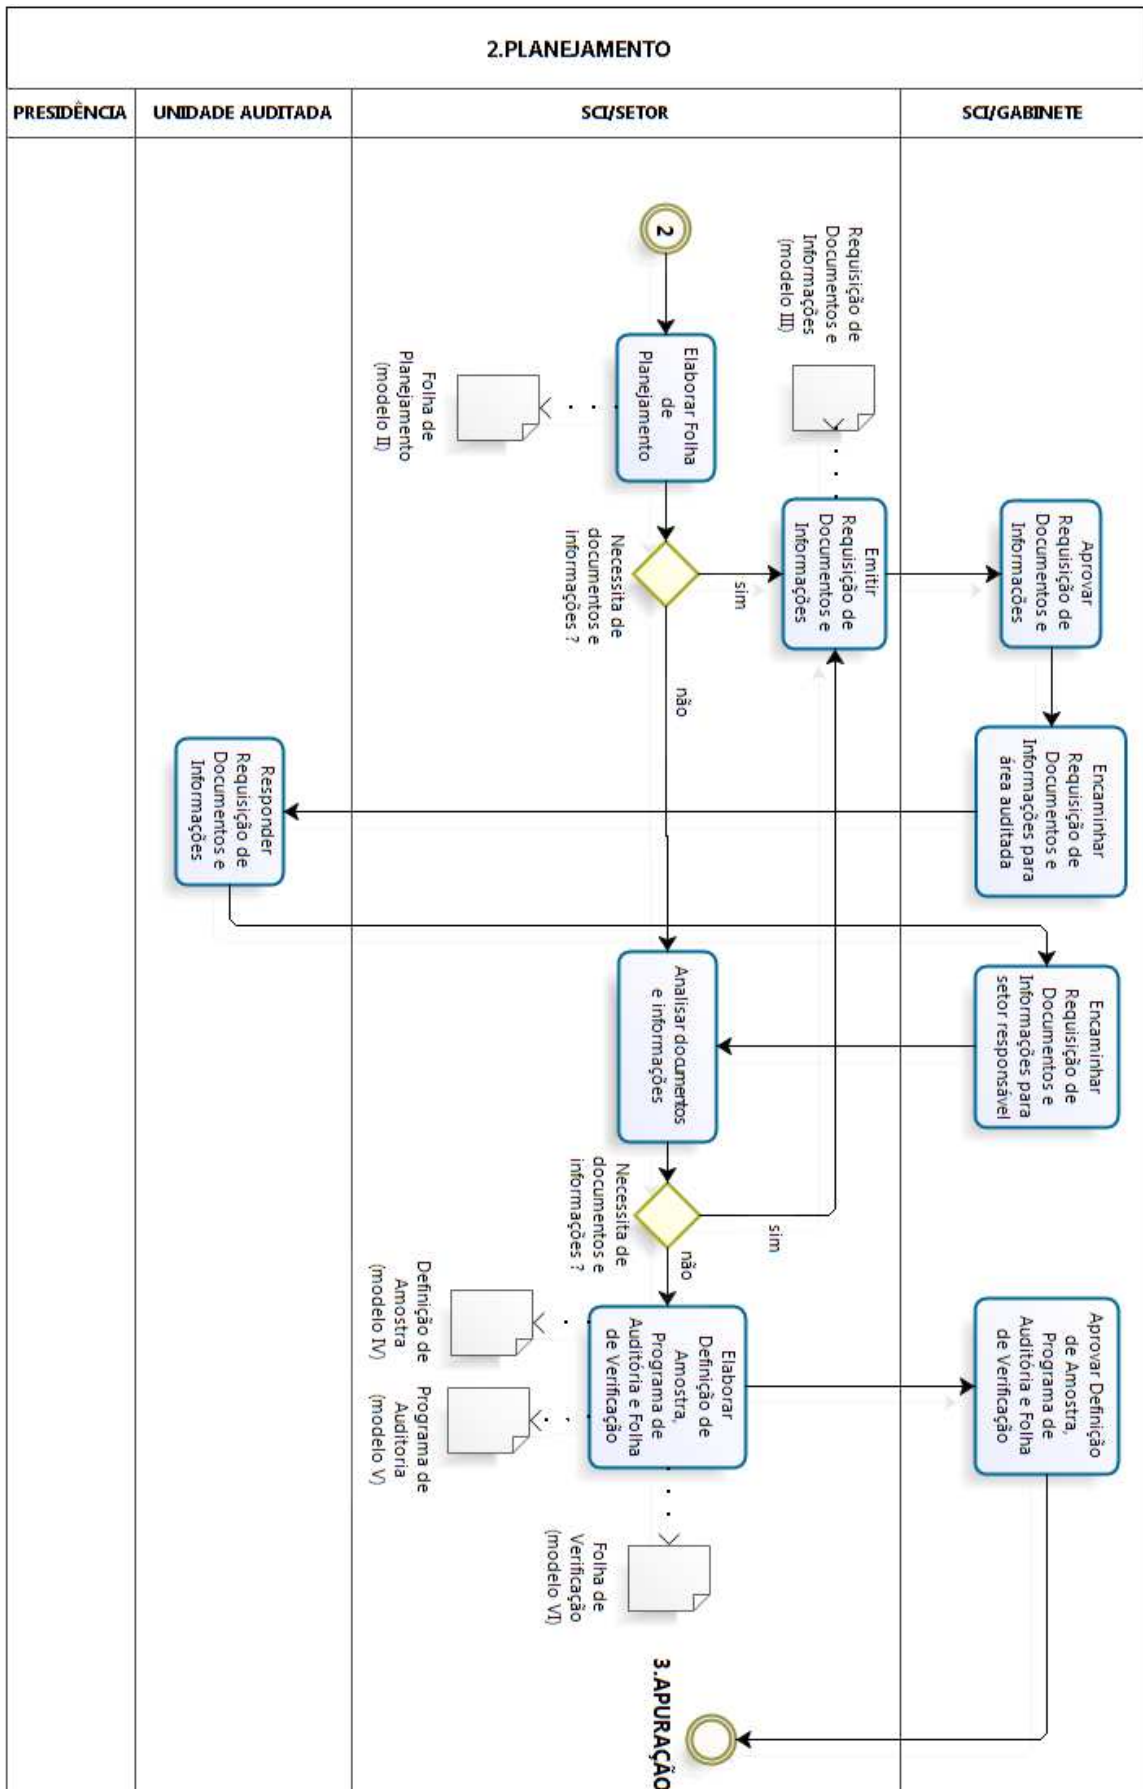 2.PLANEJAMENTO
PRESIDÊNCIA
UNIDADE AUDITADA
SCI/SETOR
SCI/GABINETE
2
Requisição de
Documentos e
Informações
(modelo III)
Elaborar Folha
de
Planejamento
Folha de
Planejamento
(modelo II)
Necessita de
documentos e
informações ?
sim
não
Emitir
Requisição de
Documentos e
Informações
Aprovar
Requisição de
Documentos e
Informações
Encaminhar
Requisição de
Documentos e
Informações para
área auditada
Responder
Requisição de
Documentos e
Informações
Encaminhar
Requisição de
Documentos e
Informações para
setor responsável
Analisar documentos
e informações
Necessita de
documentos e
informações ?
sim
não
Elaborar
Definição de
Amostra,
Programa de
Auditória e Folha
de Verificação
Definição de
Amostra
(modelo IV)
Programa de
Auditoria
(modelo V)
Folha de
Verificação
(modelo VI)
Aprovar Definição
de Amostra,
Programa de
Auditória e Folha
de Verificação
3.APURAÇÃO